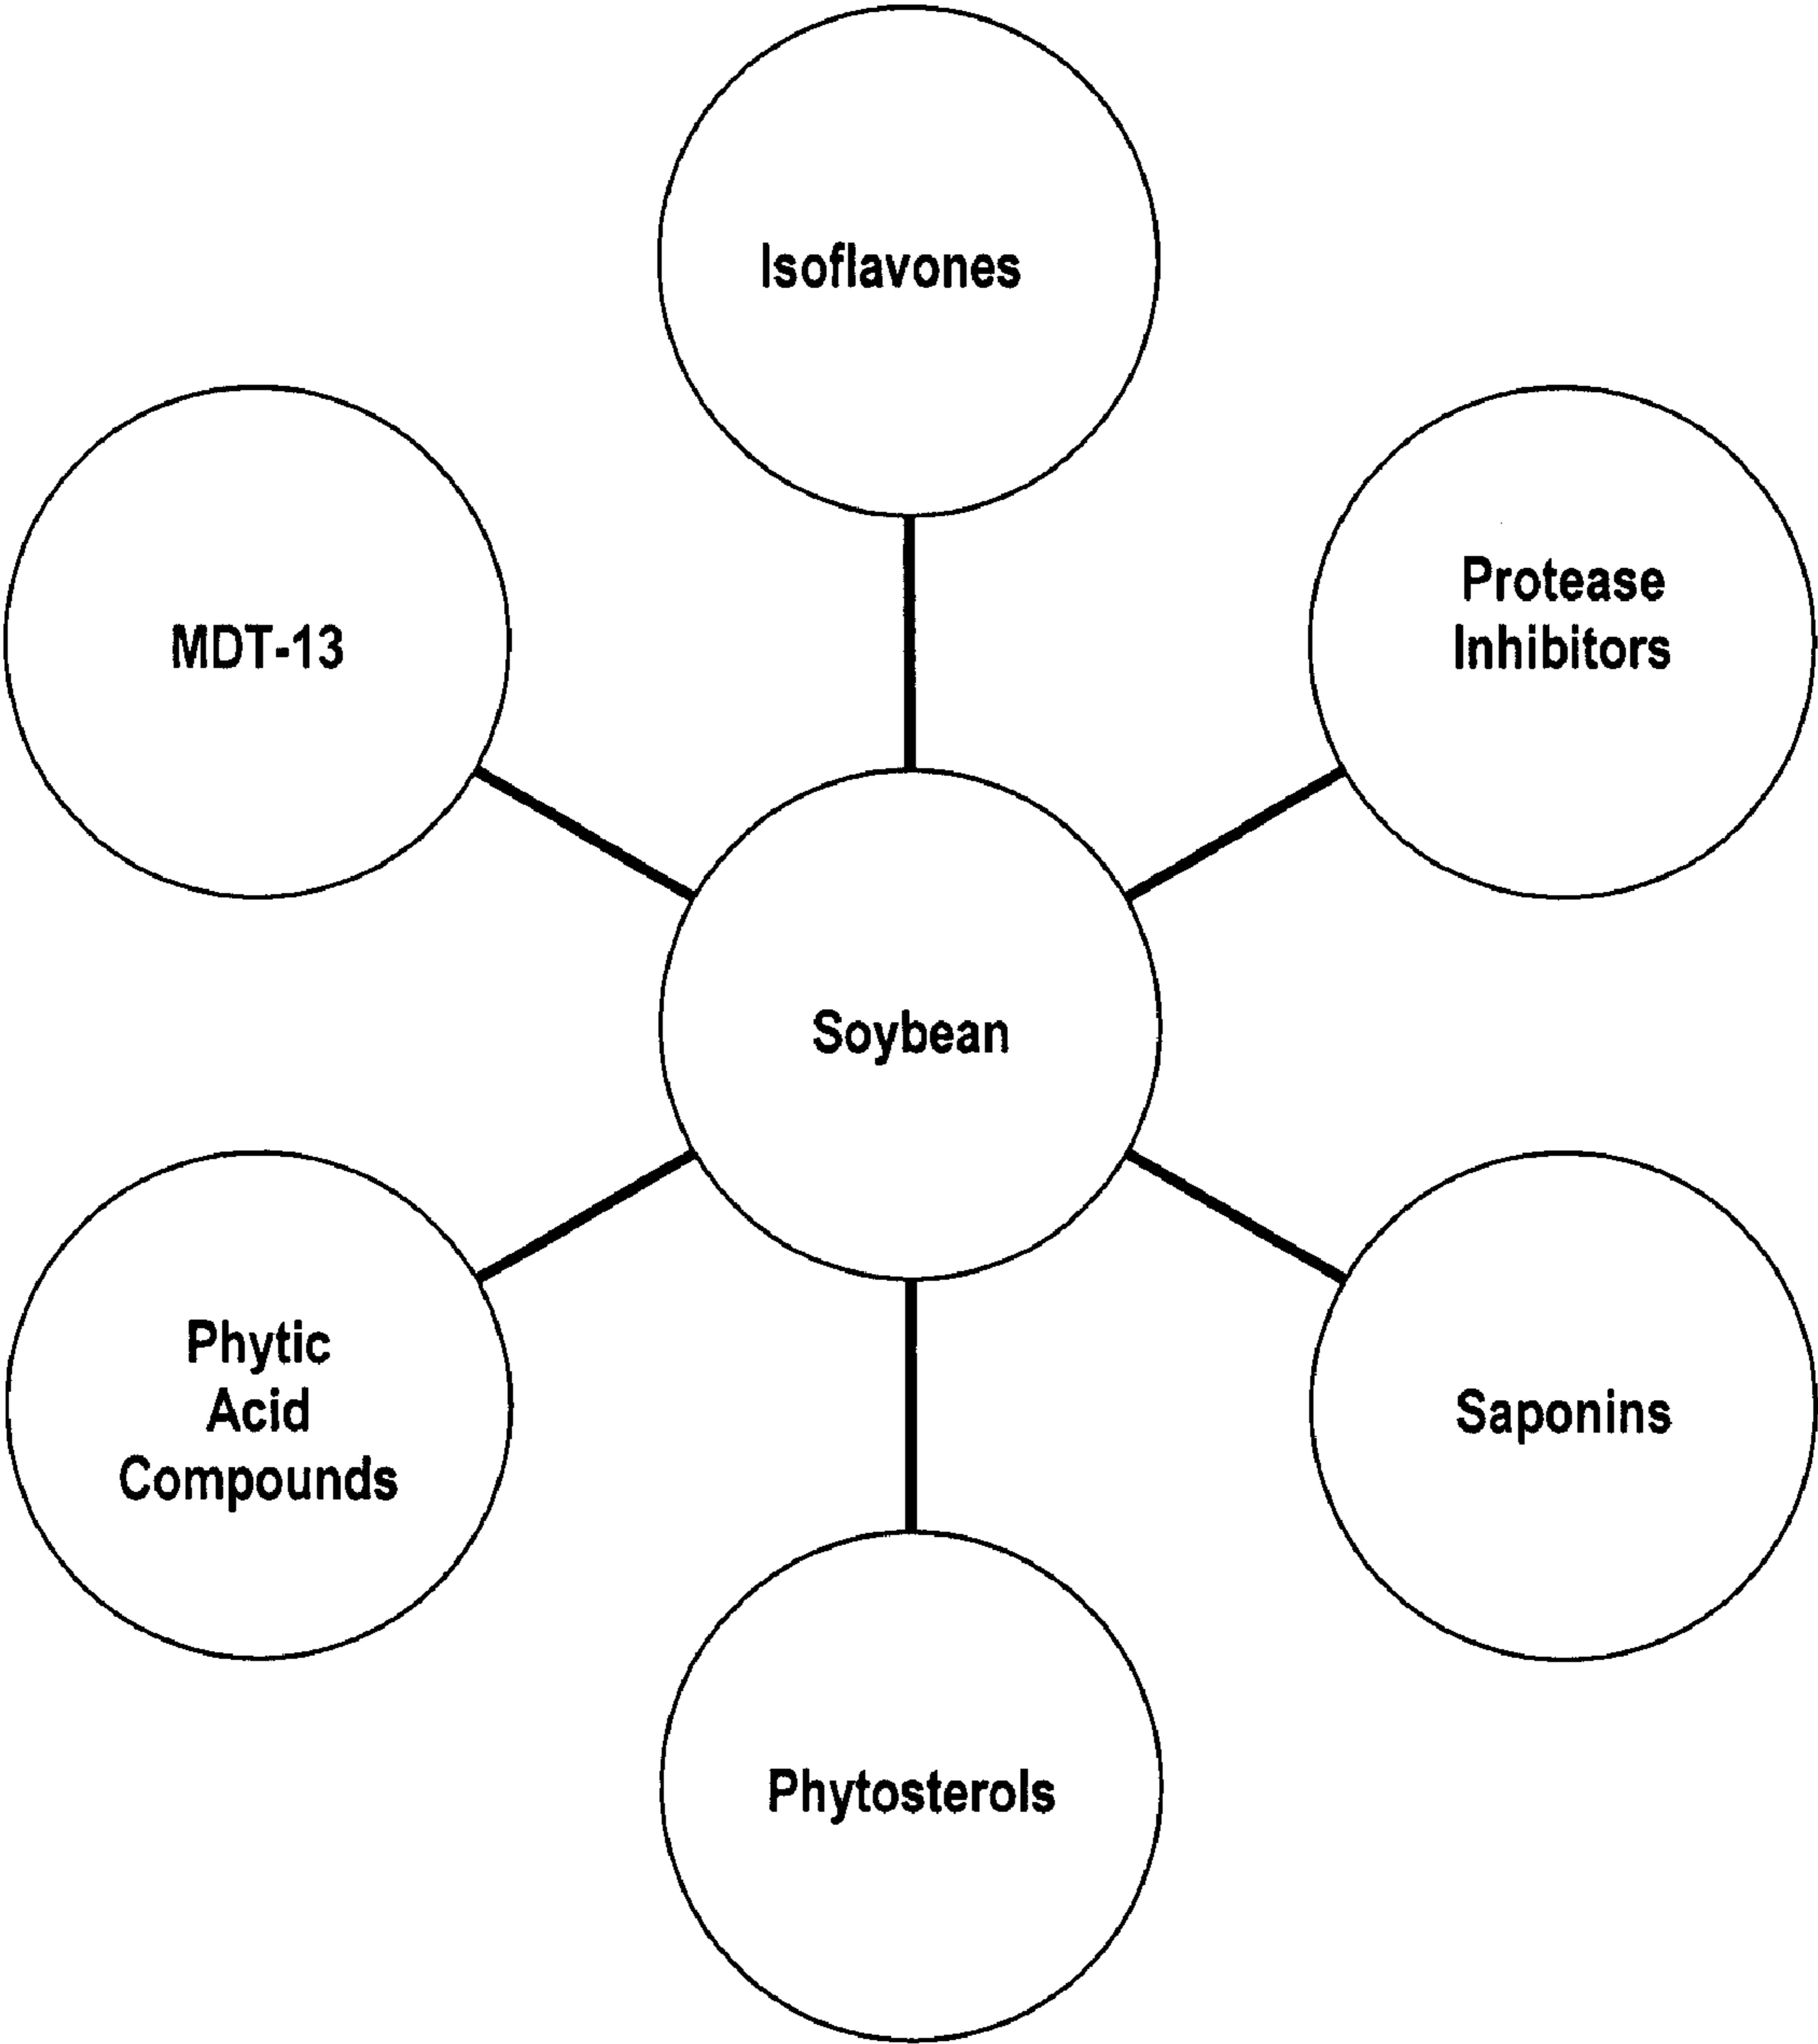 Isoflavones
MDT-13
Protease
Inhibitors
Soybean
Phytic
Acid
Compounds
Saponins
Phytosterols